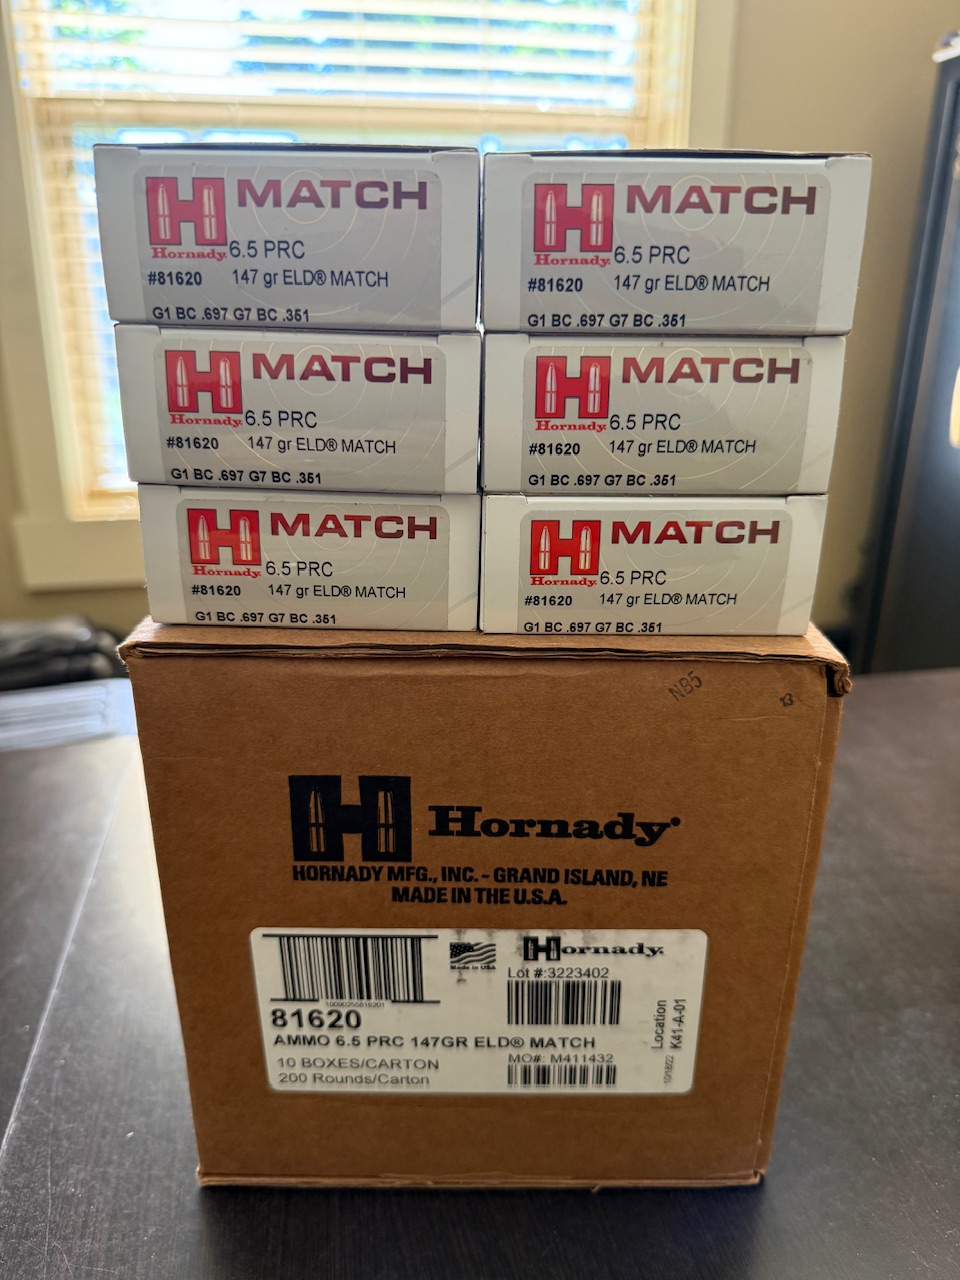 MATCH
Hornady®
6.5 PRC
#81620 147 gr ELD® MATCH
G1 BC .697 G7 BC .351
MATCH
Hornady®
6.5 PRC
#81620 147 gr ELD® MATCH
G1 BC .697 G7 BC .351
MATCH
Hornady®
6.5 PRC
#81620 147 gr ELD® MATCH
G1 BC .697 G7 BC .351
MATCH
Hornady®
6.5 PRC
#81620 147 gr ELD® MATCH
G1 BC .697 G7 BC .351
MATCH
Hornady®
6.5 PRC
#81620 147 gr ELD® MATCH
G1 BC .697 G7 BC .351
MATCH
Hornady®
6.5 PRC
#81620 147 gr ELD® MATCH
G1 BC .697 G7 BC .351
NB5
13
Hornady®
HORNADY MFG., INC. - GRAND ISLAND, NE
MADE IN THE U.S.A.
Made in USA
Hornady.
Lot #:3223402
81620
AMMO 6.5 PRC 147GR ELD® MATCH
10 BOXES/CARTON
200 Rounds/Carton
MO#: M411432
Location
K41-A-01